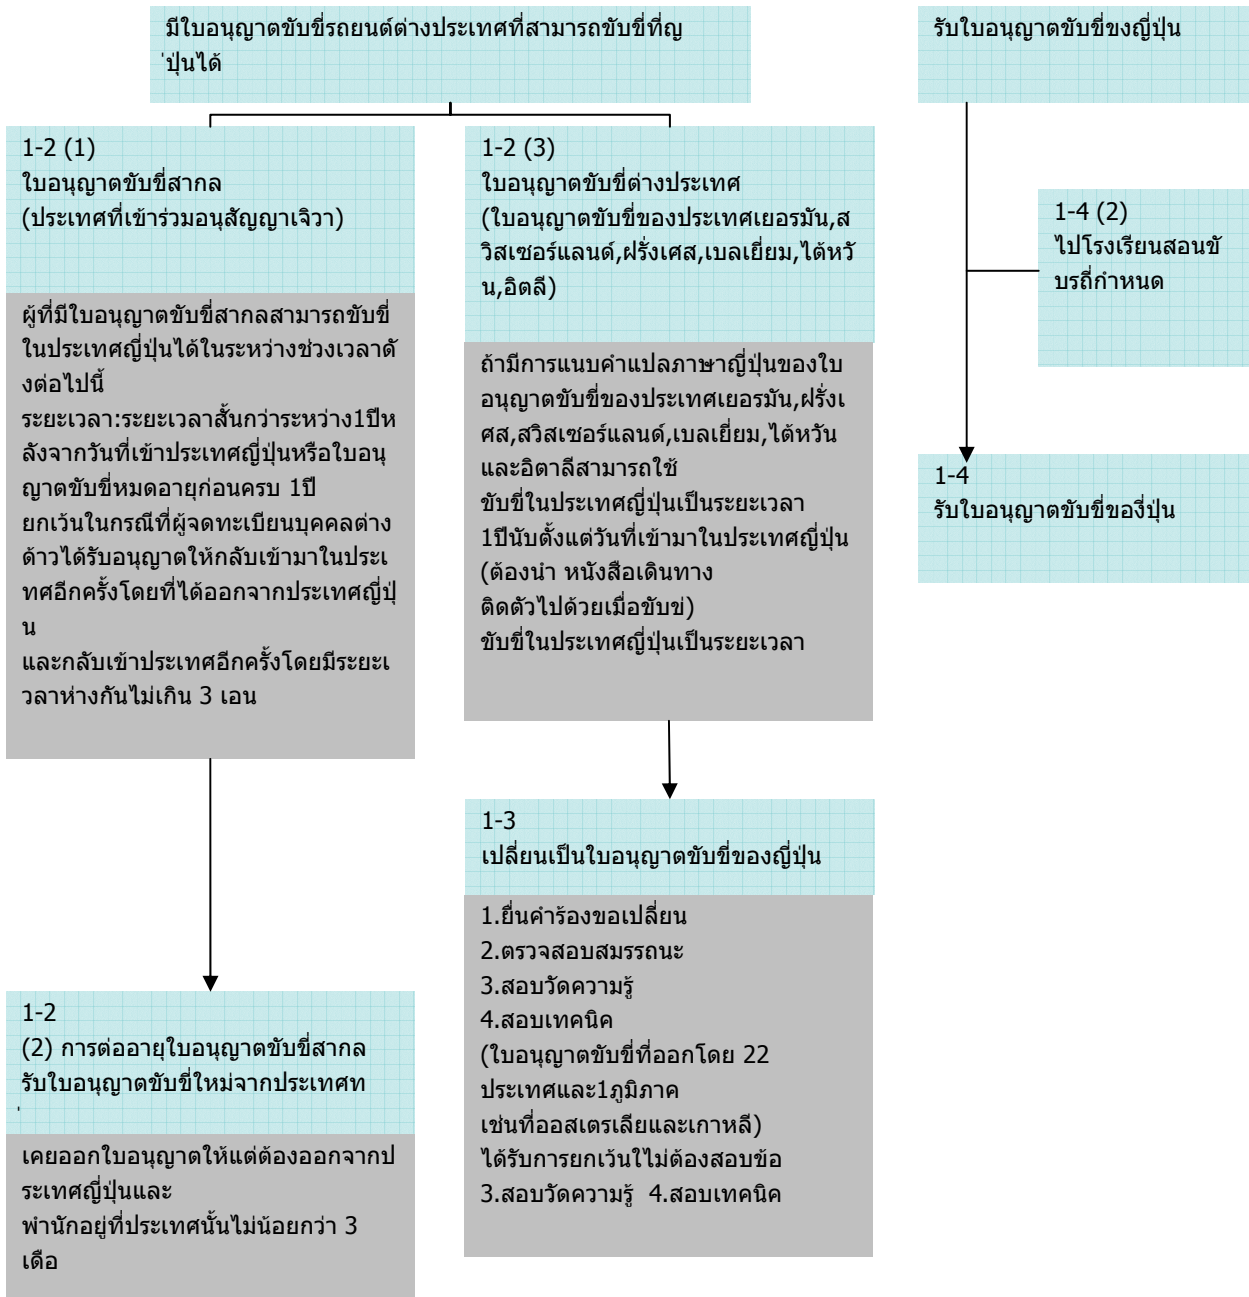 มีใบอนุญาตขับขี่รถยนต์ต่างประเทศที่สามารถขับขี่ที่ญ
ี่ปุ่นได้
1-2 (1)
ใบอนุญาตขับขี่สากล
(ประเทศที่เข้าร่วมอนุสัญญาเจิวา)
ผู้ที่มีใบอนุญาตขับขี่สากลสามารถขับขี่
ในประเทศญี่ปุ่นได้ในระหว่างช่วงเวลาดั
งต่อไปนี้
ระยะเวลา:ระยะเวลาสั้นกว่าระหว่าง1ปีห
ลังจากวันที่เข้าประเทศญี่ปุ่นหรือใบอนุ
ญาตขับขี่หมดอายุก่อนครบ 1ปี
ยกเว้นในกรณีที่ผู้จดทะเบียนบุคคลต่าง
ด้าวได้รับอนุญาตให้กลับเข้ามาในประเ
ทศอีกครั้งโดยที่ได้ออกจากประเทศญี่ปุ่
น
และกลับเข้าประเทศอีกครั้งโดยมีระยะเ
วลาห่างกันไม่เกิน 3 เอน
1-2
(2) การต่ออายุใบอนุญาตขับขี่สากล
รับใบอนุญาตขับขี่ใหม่จากประเทศท
เคยออกใบอนุญาตให้แต่ต้องออกจากป
ระเทศญี่ปุ่นและ
พำนักอยู่ที่ประเทศนั้นไม่น้อยกว่า 3
เดือ
1-2 (3)
ใบอนุญาตขับขี่ต่างประเทศ
(ใบอนุญาตขับขี่ของประเทศเยอรมัน,ส
วิสเซอร์แลนด์,ฝรั่งเศส,เบลเยี่ยม,ไต้หวั
น,อิตลี)
ถ้ามีการแนบคำแปลภาษาญี่ปุ่นของใบ
อนุญาตขับขี่ของประเทศเยอรมัน,ฝรั่งเ
ศส,สวิสเซอร์แลนด์,เบลเยี่ยม,ไต้หวัน
และอิตาลีสามารถใช้
ขับขี่ในประเทศญี่ปุ่นเป็นระยะเวลา
1ปีนับตั้งแต่วันที่เข้ามาในประเทศญี่ปุ่น
(ต้องนำ หนังสือเดินทาง
ติดตัวไปด้วยเมื่อขับข่)
ขับขี่ในประเทศญี่ปุ่นเป็นระยะเวลา
1-3
เปลี่ยนเป็นใบอนุญาตขับขี่ของญี่ปุ่น
1.ยื่นคำร้องขอเปลี่ยน
2.ตรวจสอบสมรรถนะ
3.สอบวัดความรู้
4.สอบเทคนิค
(ใบอนุญาตขับขี่ที่ออกโดย 22
ประเทศและ1ภูมิภาค
เช่นที่ออสเตรเลียและเกาหลี)
ได้รับการยกเว้นใไม่ต้องสอบข้อ
3.สอบวัดความรู้ 4.สอบเทคนิค
รับใบอนุญาตขับขี่ขงญี่ปุ่น
1-4 (2)
ไปโรงเรียนสอนขั
บรถี่กำหนด
1-4
รับใบอนุญาตขับขี่ของี่ปุ่น